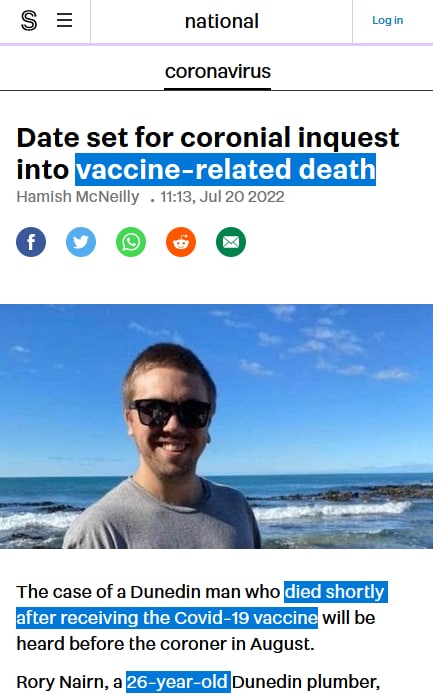 S
national
Log in
coronavirus
Date set for coronial inquest
into vaccine-related death
Hamish McNeilly . 11:13, Jul 20 2022
The case of a Dunedin man who died shortly
after receiving the Covid-19 vaccine will be
heard before the coroner in August.
Rory Nairn, a 26-year-old Dunedin plumber,